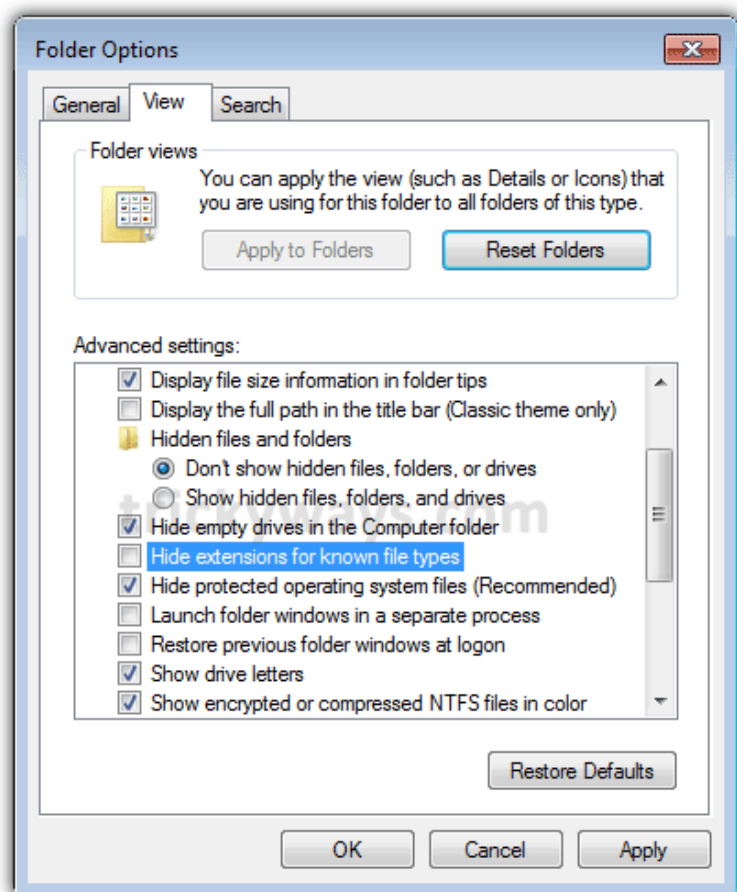 Folder Options
General View Search
Folder views
You can apply the view (such as Details or Icons) that
you are using for this folder to all folders of this type.
Apply to Folders Reset Folders
Advanced settings:
Display file size information in folder tips
Display the full path in the title bar (Classic theme only)
Hidden files and folders
Don't show hidden files, folders, or drives
Show hidden files, folders, and drives
trickyways.com
Hide empty drives in the Computer folder
Hide extensions for known file types
Hide protected operating system files (Recommended)
Launch folder windows in a separate process
Restore previous folder windows at logon
Show drive letters
Show encrypted or compressed NTFS files in color
Restore Defaults
OK Cancel Apply